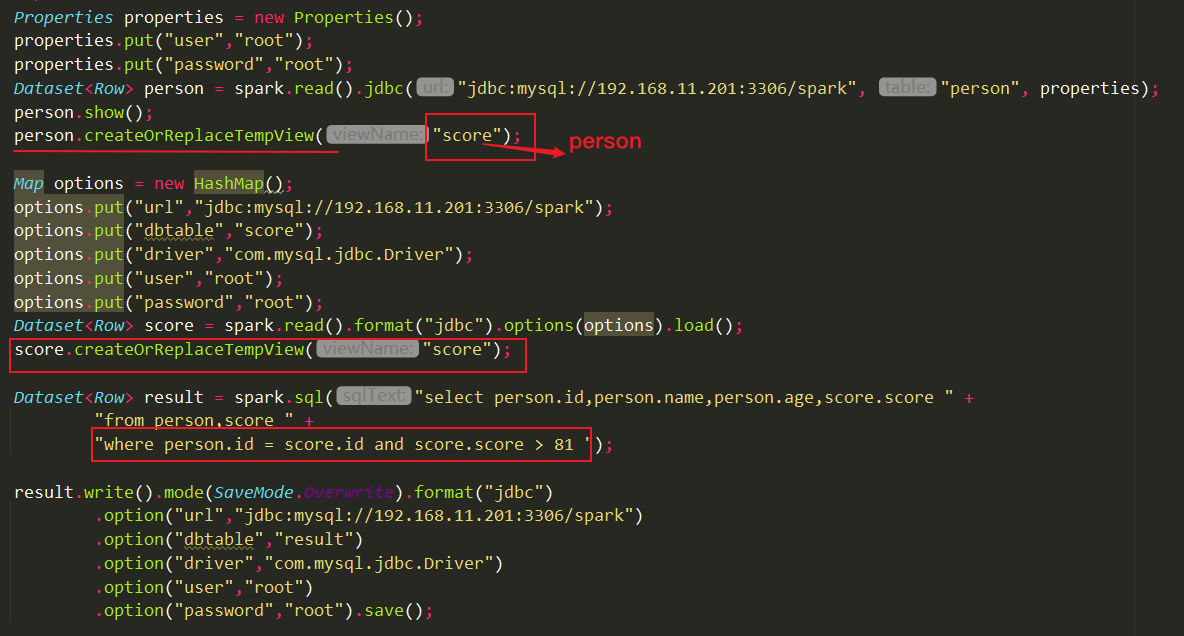 Properties properties = new Properties();
properties.put("user","root");
properties.put("password","root");
Dataset<Row> person = spark.read().jdbc( url: "jdbc:mysql://192.168.11.201:3306/spark", table: "person", properties);
person.show();
person.createOrReplaceTempView( viewName: "score"); person
Map options = new HashMap();
options.put("url","jdbc:mysql://192.168.11.201:3306/spark");
options.put("dbtable","score");
options.put("driver","com.mysql.jdbc.Driver");
options.put("user","root");
options.put("password","root");
Dataset<Row> score = spark.read().format("jdbc").options(options).load();
score.createOrReplaceTempView( viewName: "score");
Dataset<Row> result = spark.sql( sqlText: "select person.id,person.name,person.age,score.score " +
"from person,score " +
"where person.id = score.id and score.score > 81 ");
result.write().mode(SaveMode.Overwrite).format("jdbc")
.option("url","jdbc:mysql://192.168.11.201:3306/spark")
.option("dbtable","result")
.option("driver","com.mysql.jdbc.Driver")
.option("user","root")
.option("password","root").save();